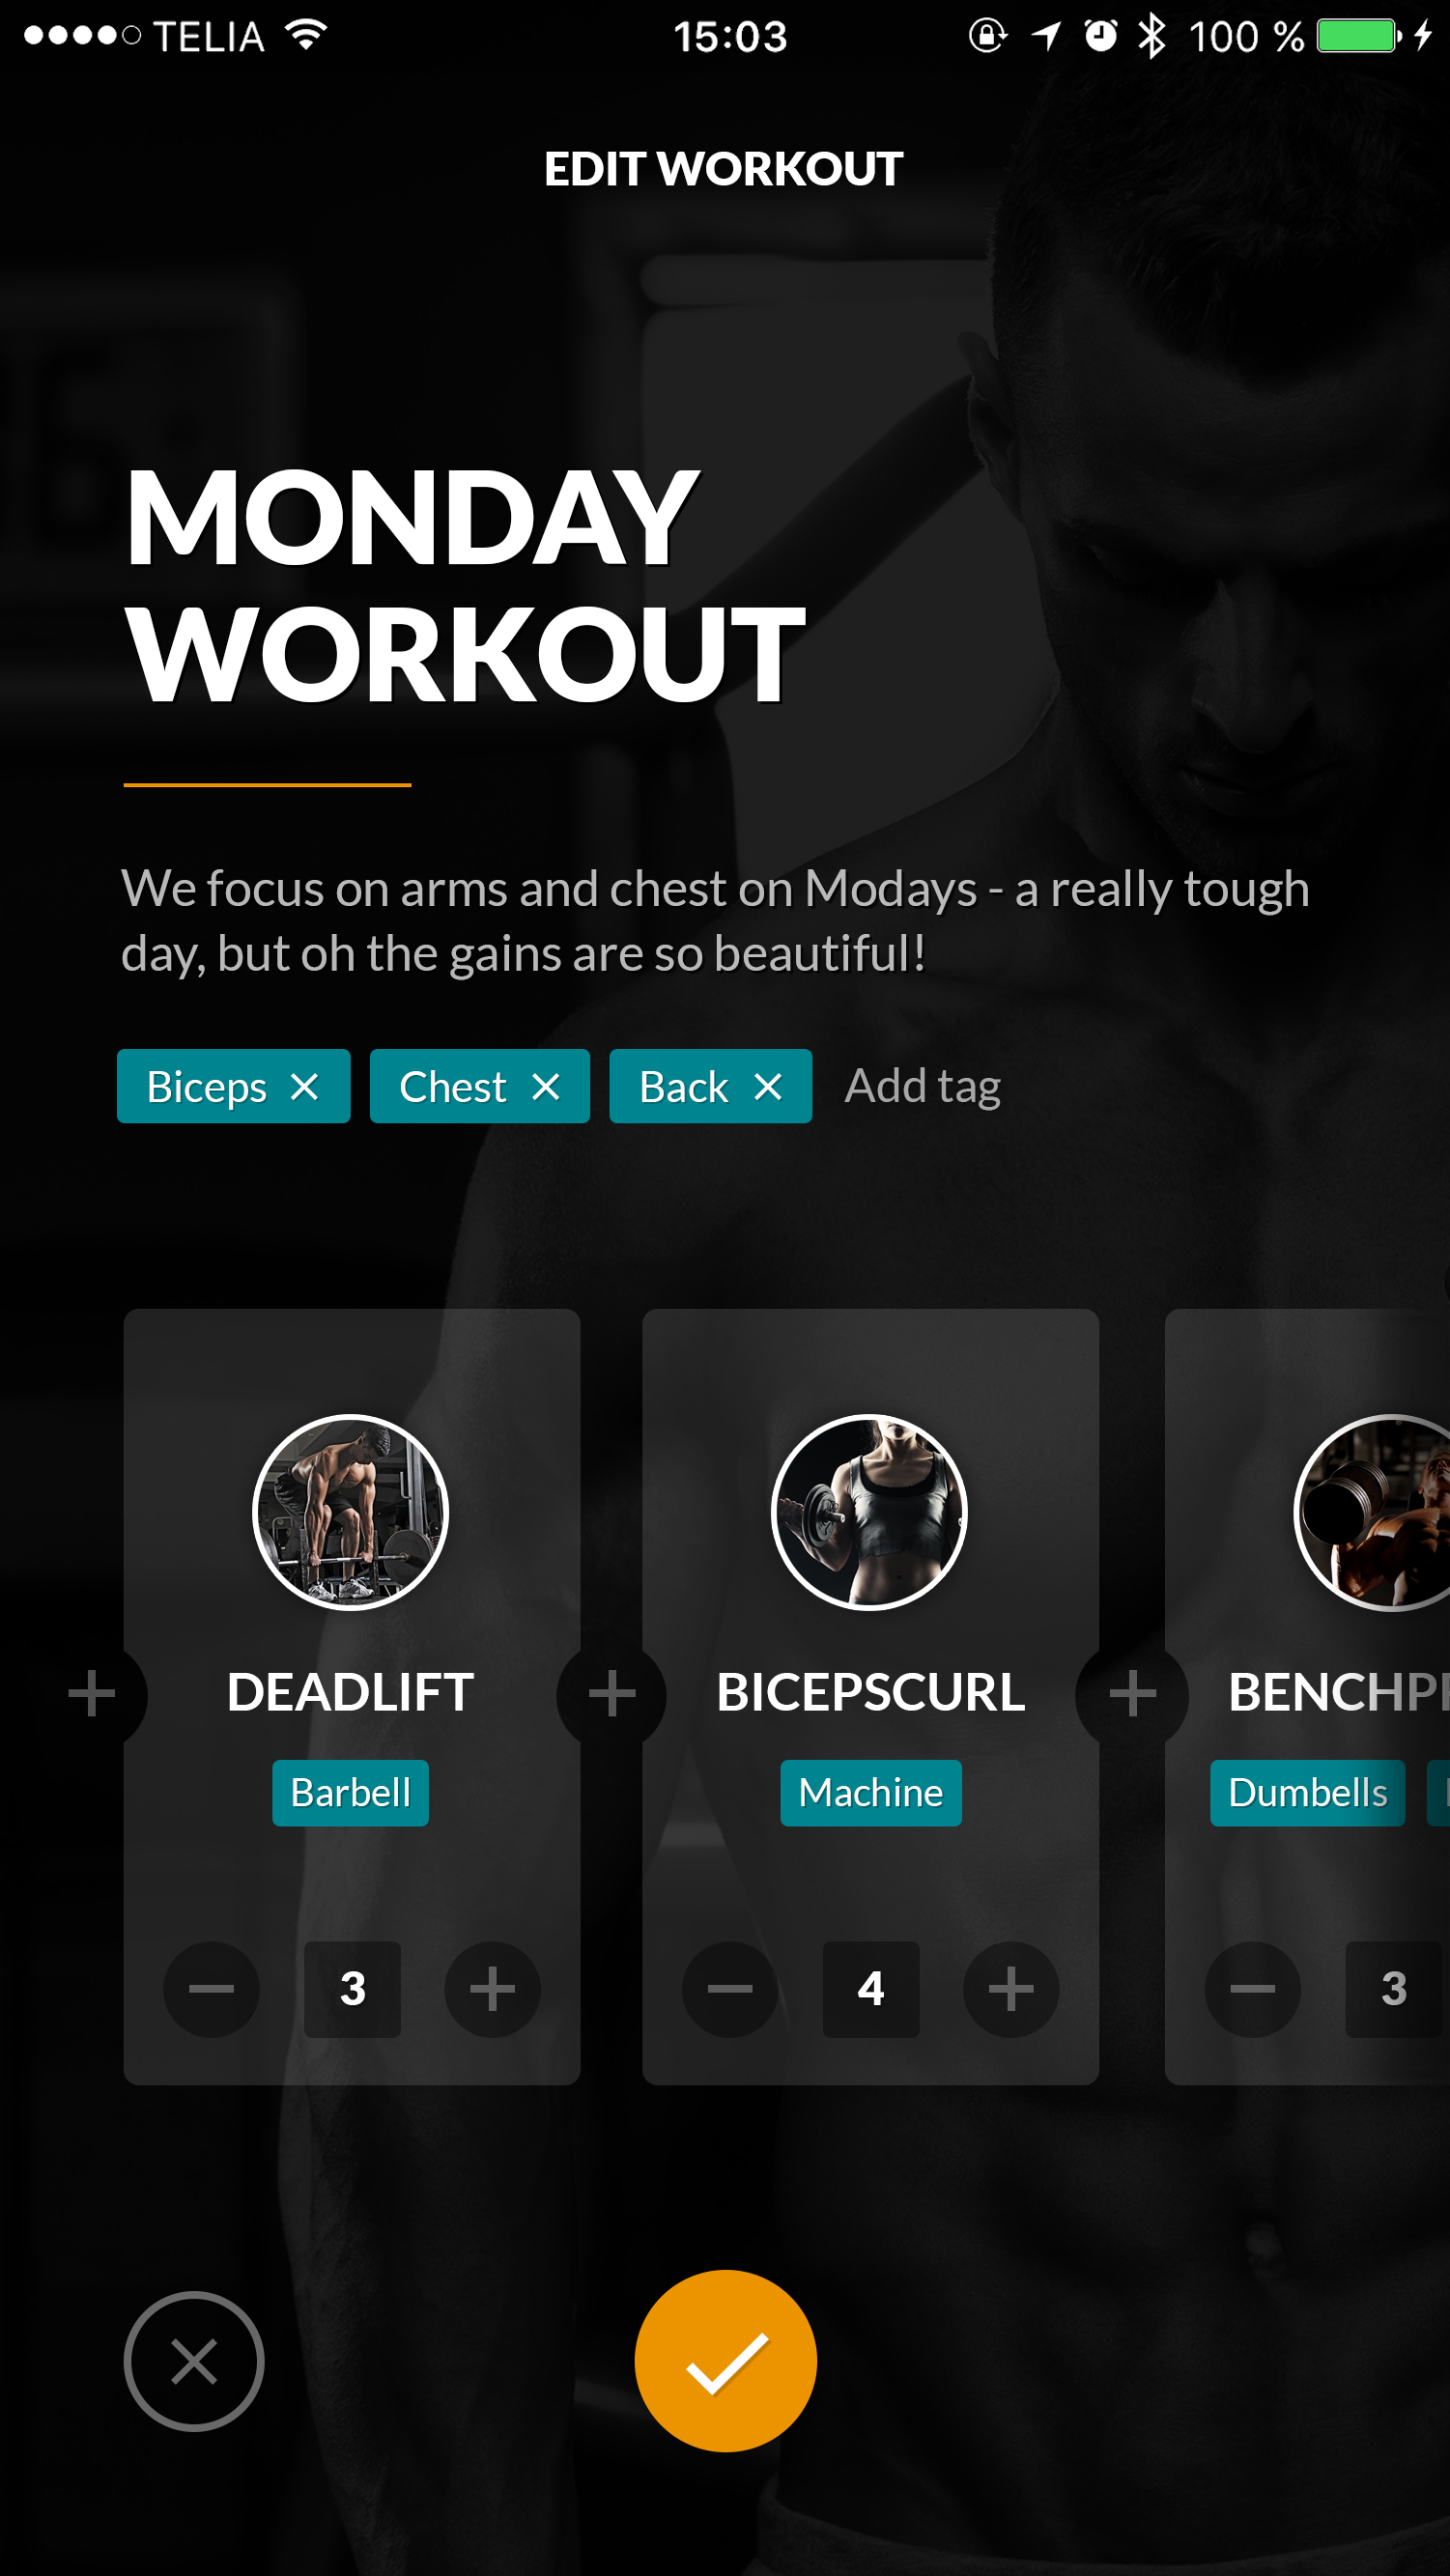 TELIA 15:03 100 %
EDIT WORKOUT
MONDAY
WORKOUT
We focus on arms and chest on Modays - a really tough
day, but oh the gains are so beautiful!
Biceps Chest Back Add tag
DEADLIFT BICEPSCURL
Barbell Machine Dumbells
3 4 3